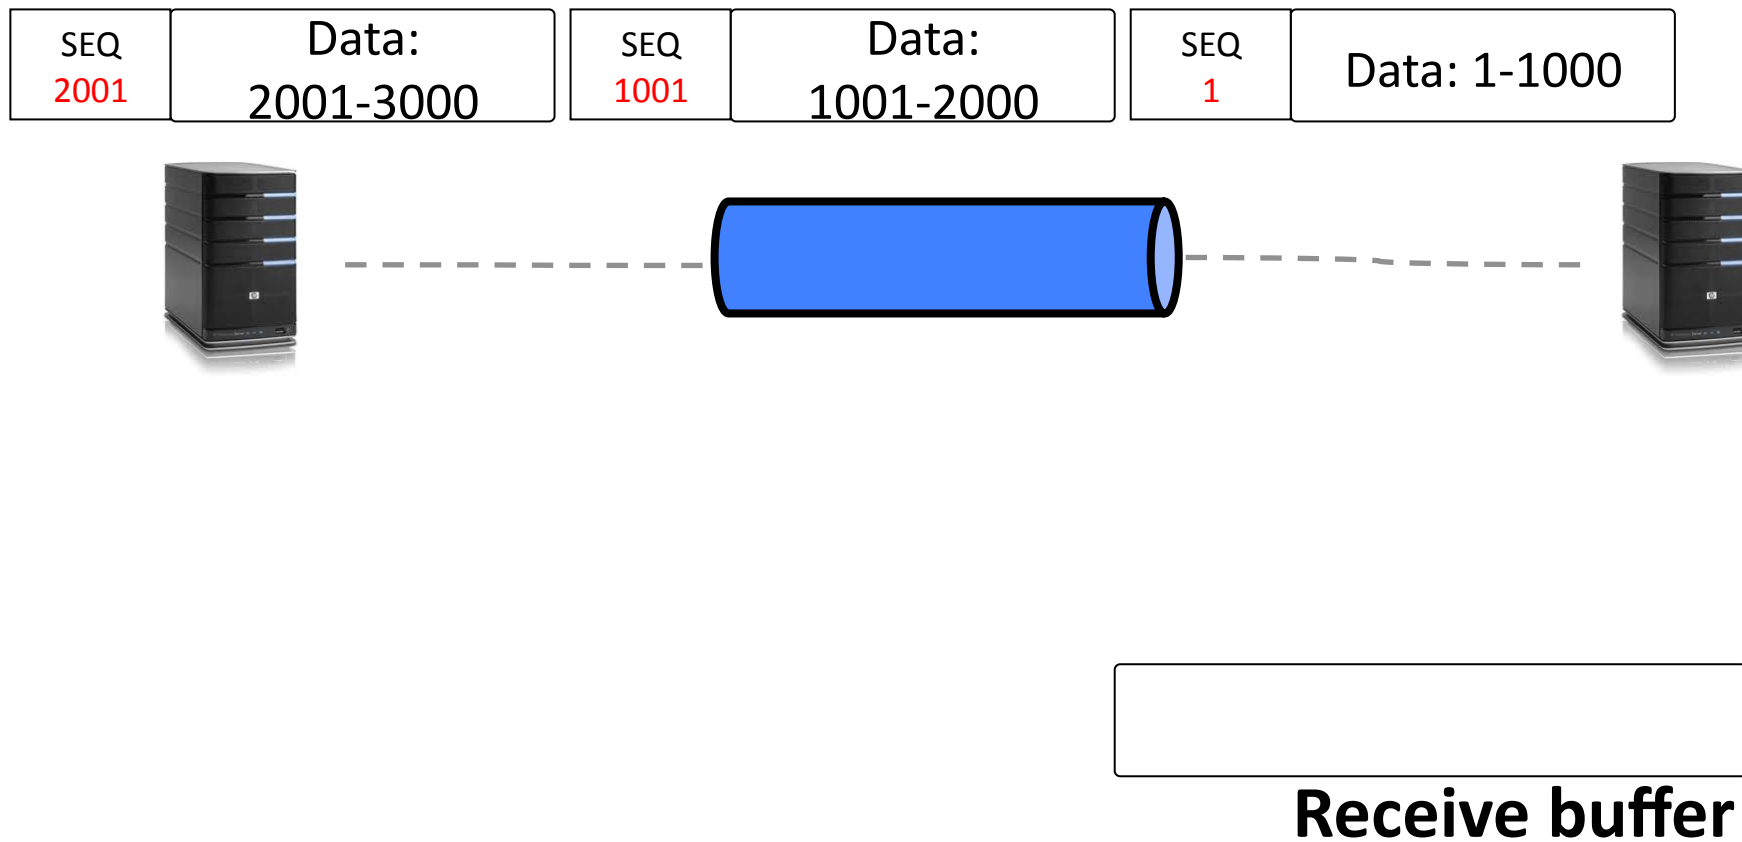 SEQ
2001
Data:
2001-3000
SEQ
1001
Data:
1001-2000
SEQ
1
Data: 1-1000
Receive buffer